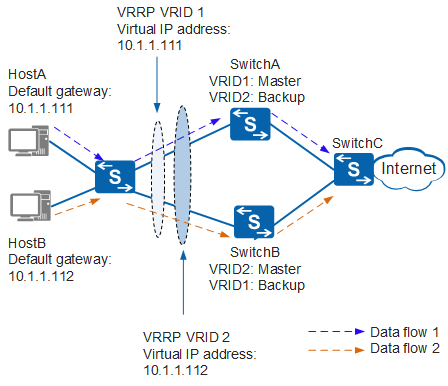 VRRP VRID 1
Virtual IP address:
10.1.1.111
HostA
Default gateway:
10.1.1.111
SwitchA
VRID1: Master
VRID2: Backup
SwitchC
S
S
S
Internet
S
HostB
Default gateway:
10.1.1.112
SwitchB
VRID2: Master
VRID1: Backup
VRRP VRID 2
Virtual IP address:
10.1.1.112
Data flow 1
Data flow 2